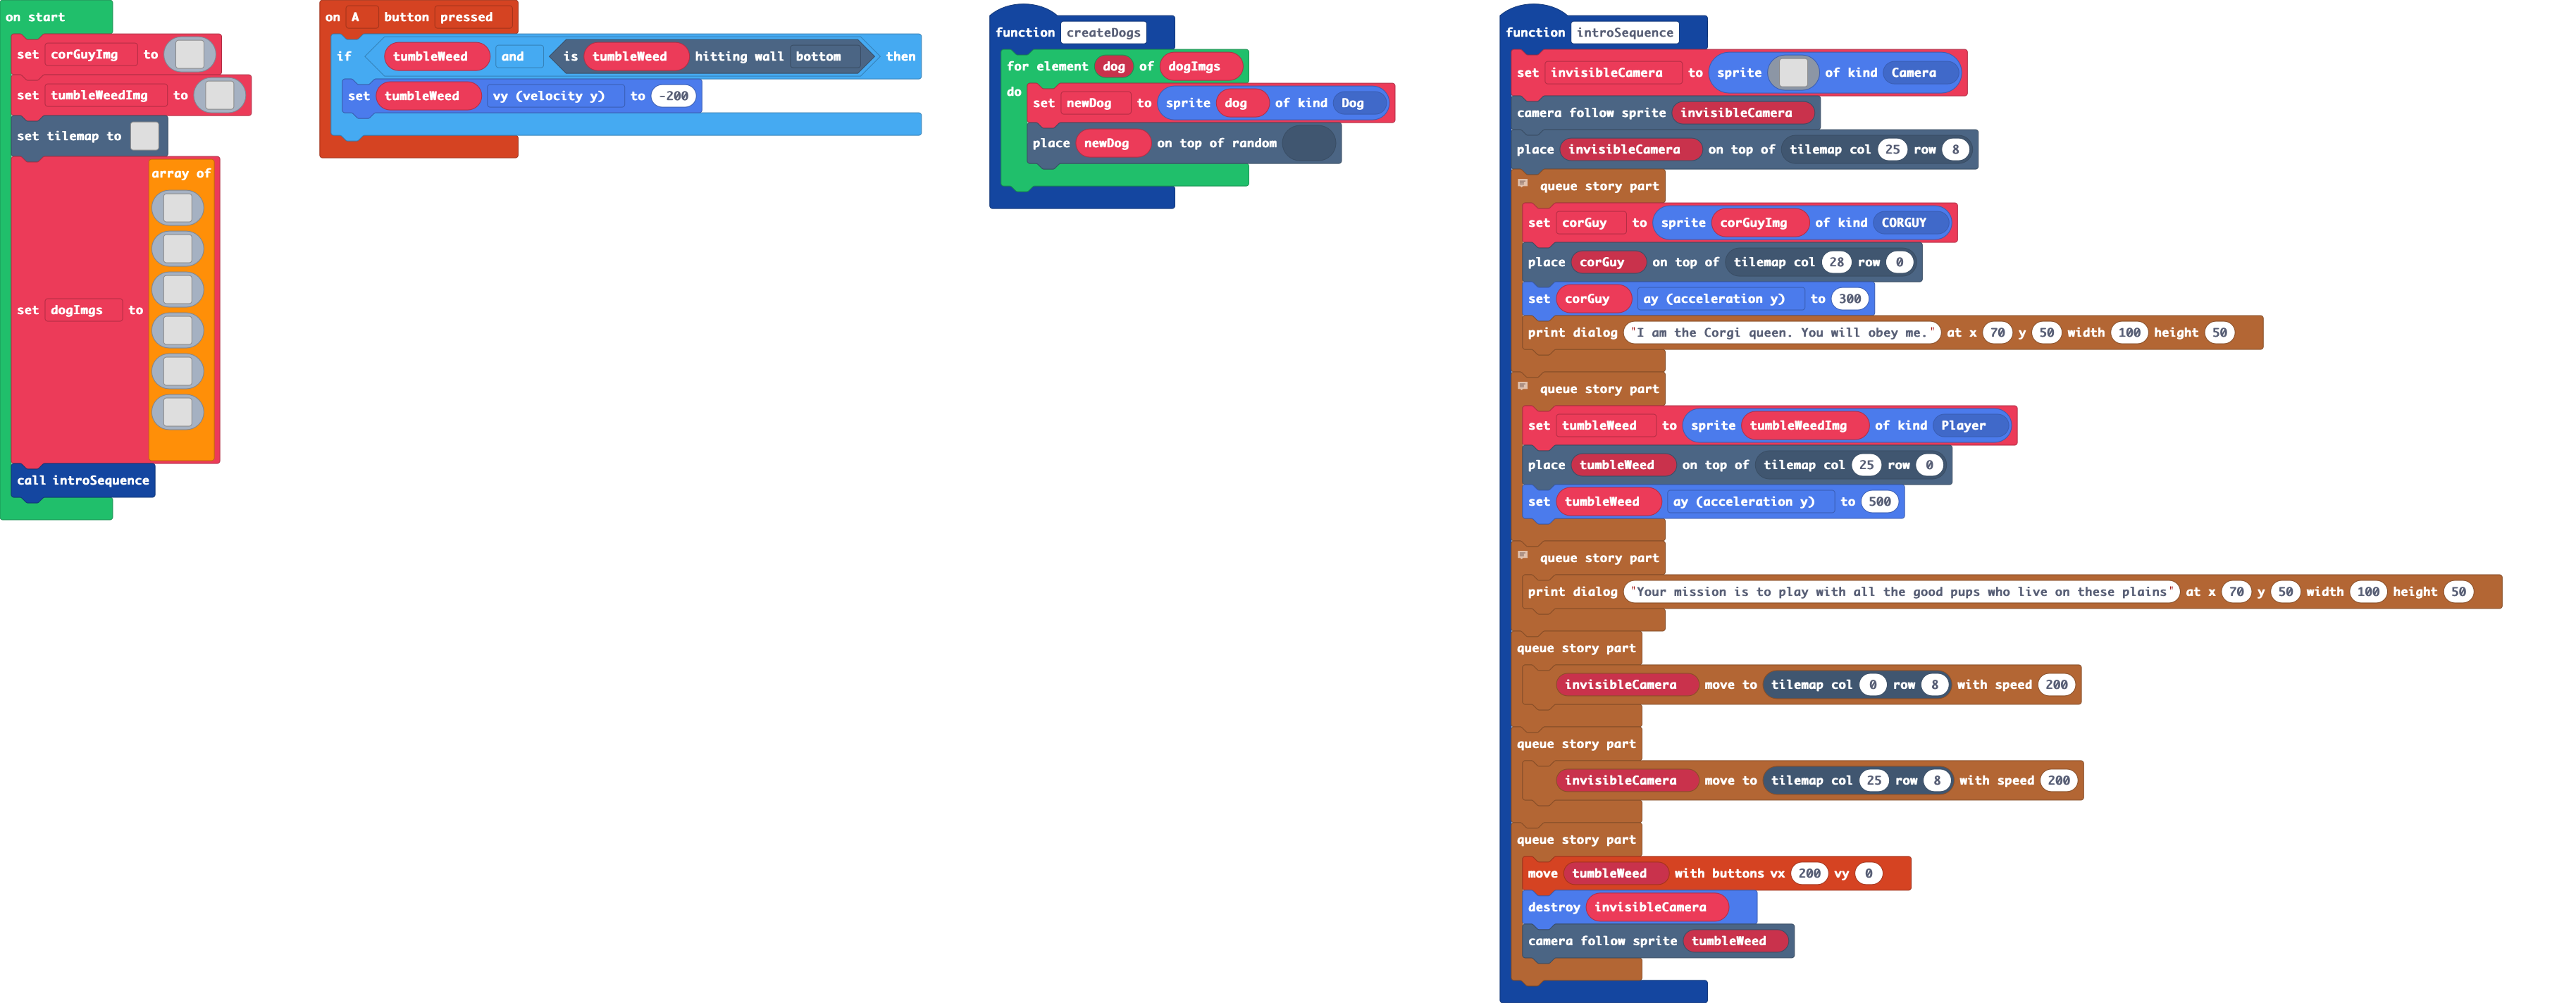 on start
set corGuyImg to
set tumbleWeedImg to
set tilemap to
array of
set dogImgs to
call introSequence
on A button pressed
if tumbleWeed and is tumbleWeed hitting wall bottom then
set tumbleWeed vy (velocity y) to -200
function createDogs
for element dog of dogImgs
do
set newDog to sprite dog of kind Dog
place newDog on top of random
function introSequence
set invisibleCamera to sprite of kind Camera
camera follow sprite invisibleCamera
place invisibleCamera on top of tilemap col 25 row 8
queue story part
set corGuy to sprite corGuyImg of kind CORGUY
place corGuy on top of tilemap col 28 row 0
set corGuy ay (acceleration y) to 300
print dialog "I am the Corgi queen. You will obey me." at x 70 y 50 width 100 height 50
queue story part
set tumbleWeed to sprite tumbleWeedImg of kind Player
place tumbleWeed on top of tilemap col 25 row 0
set tumbleWeed ay (acceleration y) to 500
queue story part
print dialog "Your mission is to play with all the good pups who live on these plains" at x 70 y 50 width 100 height 50
queue story part
invisibleCamera move to tilemap col 0 row 8 with speed 200
queue story part
invisibleCamera move to tilemap col 25 row 8 with speed 200
queue story part
move tumbleWeed with buttons vx 200 vy 0
destroy invisibleCamera
camera follow sprite tumbleWeed